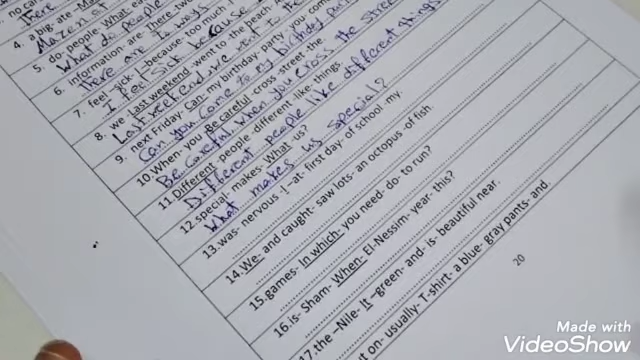 no car
There
4. a big- ate- Ma
Mazen at
5. do- people- What- ea
What do people
6. information- are- there- two
There are to ways
7. feel -sick- I- because- too much
I feel sick because
8. we- Last weekend -went- to- the beach.
Last weekend we went to the
9. next Friday- Can- my birthday- party- you- com
Can you come to my birthday party
10.When- you- Be careful -cross- street- the
Be careful when you cross the street
11.Different- people- different- like- things.
Different people like different things
12.special- makes- What- us?
What makes us special?
13.was- nervous -I-at- first day- of- school -my.
14.We- and caught- saw lots- an octopus -of fish.
15.games- In which- you need- do- to run?
16.is- Sham- When- El-Nessim- year- this?
17.the -Nile- It -green- and- is- beautiful near.
t on- usually- T-shirt- a blue- gray pants- and.
20
Made with
VideoShow